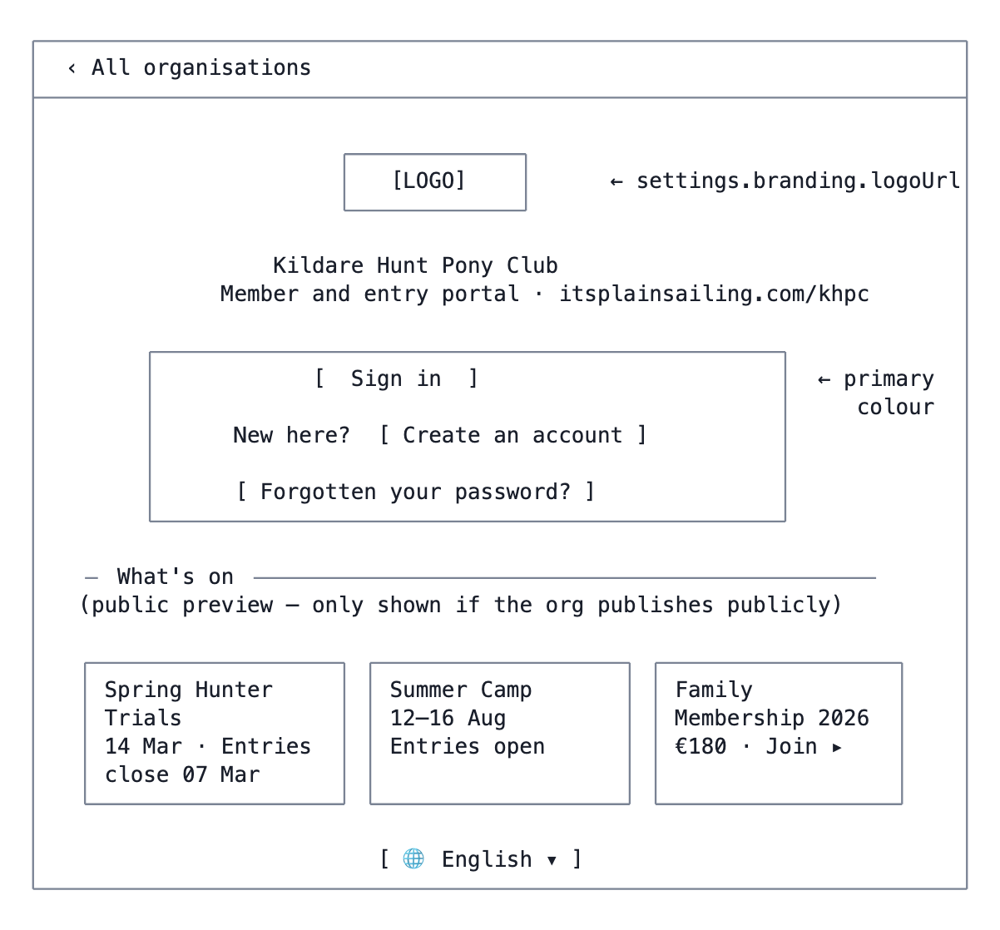 ‹ All organisations
[LOGO] ← settings.branding.logoUrl
Kildare Hunt Pony Club
Member and entry portal · itsplainsailing.com/khpc
[ Sign in ] ← primary
colour
New here? [ Create an account ]
[ Forgotten your password? ]
— What's on
(public preview — only shown if the org publishes publicly)
Spring Hunter
Trials
14 Mar · Entries
close 07 Mar
Summer Camp
12–16 Aug
Entries open
Family
Membership 2026
€180 · Join ▸
[ 🌐 English ▾ ]